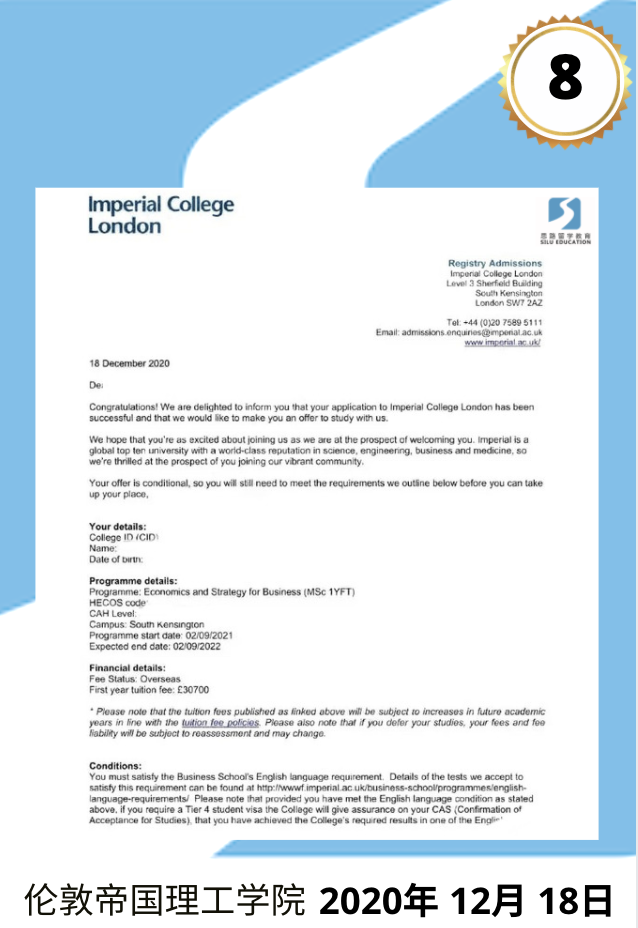 8
Imperial College
London
思路留学教育
SILU EDUCATION
Registry Admissions
Imperial College London
Level 3 Sherfield Building
South Kensington
London SW7 2AZ
Tel: +44 (0)20 7589 5111
Email: admissions.enquiries@imperial.ac.uk
www.imperial.ac.uk/
18 December 2020
De
Congratulations! We are delighted to inform you that your application to Imperial College London has been
successful and that we would like to make you an offer to study with us.
We hope that you're as excited about joining us as we are at the prospect of welcoming you. Imperial is a
global top ten university with a world-class reputation in science, engineering, business and medicine, so
we're thrilled at the prospect of you joining our vibrant community.
Your offer is conditional, so you will still need to meet the requirements we outline below before you can take
up your place,
Your details:
College ID (CID)
Name:
Date of birth:
Programme details:
Programme: Economics and Strategy for Business (MSc 1YFT)
HECOS code
CAH Level:
Campus: South Kensington
Programme start date: 02/09/2021
Expected end date: 02/09/2022
Financial details:
Fee Status: Overseas
First year tuition fee: £30700
* Please note that the tuition fees published as linked above will be subject to increases in future academic
years in line with the tuition fee policies. Please also note that if you defer your studies, your fees and fee
liability will be subject to reassessment and may change.
Conditions:
You must satisfy the Business School's English language requirement. Details of the tests we accept to
satisfy this requirement can be found at http://wwwf.imperial.ac.uk/business-school/programmes/english-
language-requirements/ Please note that provided you have met the English language condition as stated
above, if you require a Tier 4 student visa the College will give assurance on your CAS (Confirmation of
Acceptance for Studies), that you have achieved the College's required results in one of the Englis
伦敦帝国理工学院 2020年 12月 18日